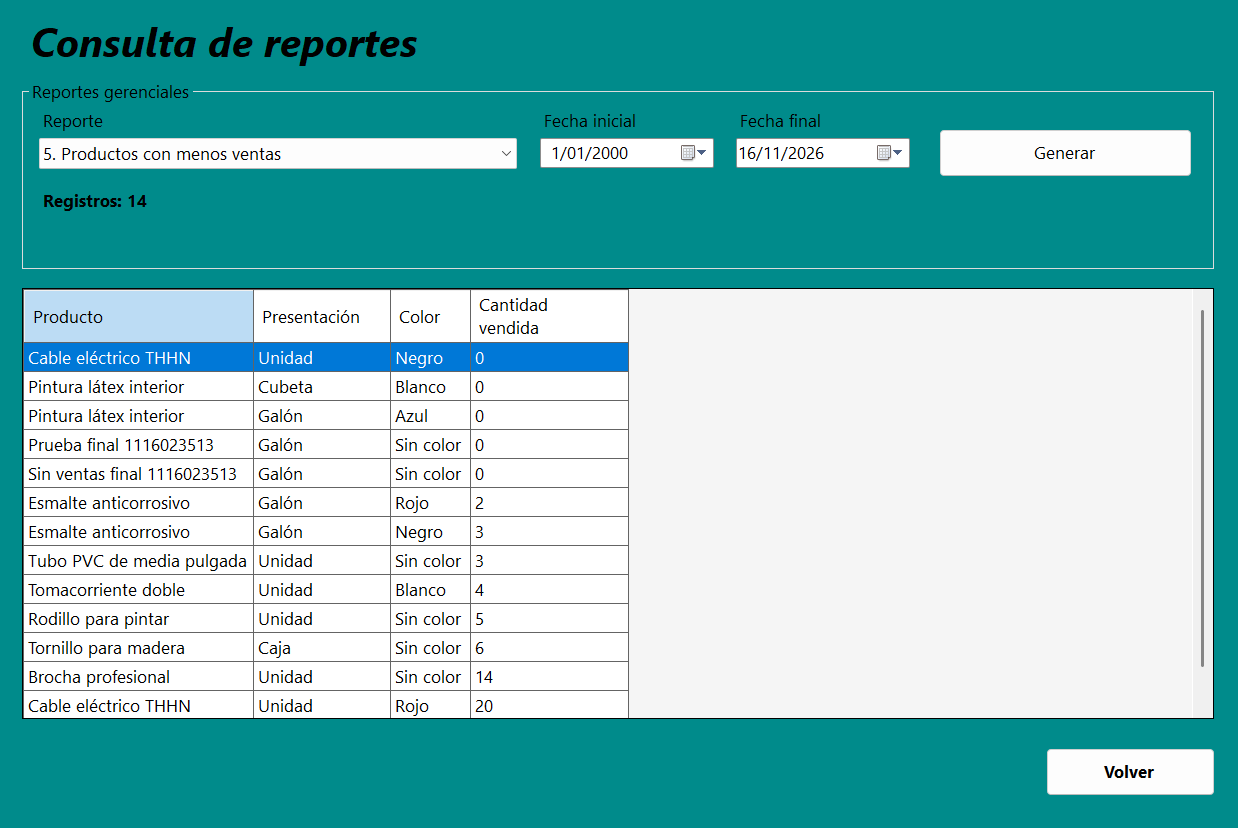 Consulta de reportes
Reportes gerenciales
Reporte Fecha inicial Fecha final
5. Productos con menos ventas 1/01/2000 16/11/2026 Generar
Registros: 14
Producto Presentación Color Cantidad vendida
Cable eléctrico THHN Unidad Negro 0
Pintura látex interior Cubeta Blanco 0
Pintura látex interior Galón Azul 0
Prueba final 1116023513 Galón Sin color 0
Sin ventas final 1116023513 Galón Sin color 0
Esmalte anticorrosivo Galón Rojo 2
Esmalte anticorrosivo Galón Negro 3
Tubo PVC de media pulgada Unidad Sin color 3
Tomacorriente doble Unidad Blanco 4
Rodillo para pintar Unidad Sin color 5
Tornillo para madera Caja Sin color 6
Brocha profesional Unidad Sin color 14
Cable eléctrico THHN Unidad Rojo 20
Volver